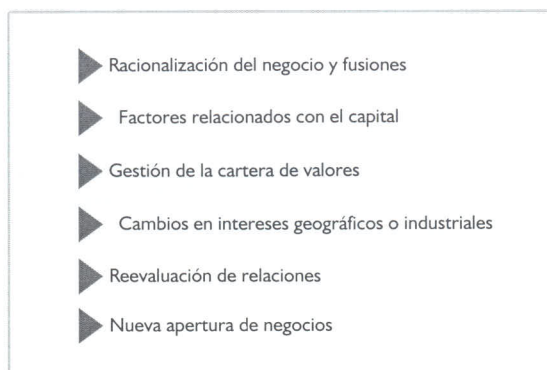 Racionalización del negocio y fusiones
Factores relacionados con el capital
Gestión de la cartera de valores
Cambios en intereses geográficos o industriales
Reevaluación de relaciones
Nueva apertura de negocios